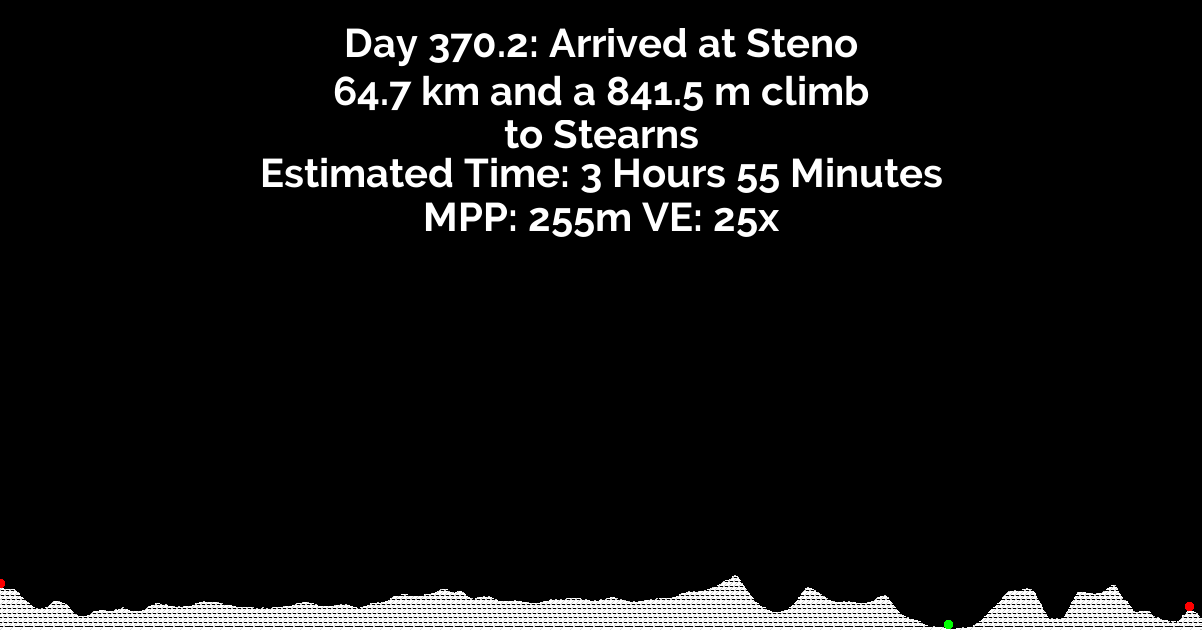 Day 370.2: Arrived at Steno
64.7 km and a 841.5 m climb
to Stearns
Estimated Time: 3 Hours 55 Minutes
MPP: 255m VE: 25x